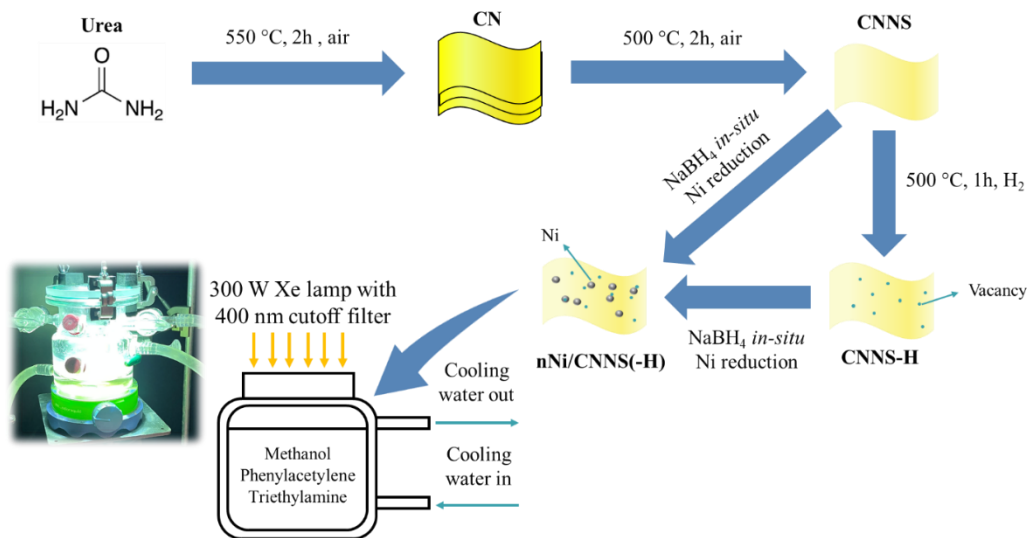 Urea
O
H₂N
NH₂
550 °C, 2h , air
CN
500 °C, 2h, air
CNNS
NaBH₄ in-situ
Ni reduction
500 °C, 1h, H₂
Ni
Vacancy
nNi/CNNS(-H)
NaBH₄ in-situ
Ni reduction
CNNS-H
300 W Xe lamp with
400 nm cutoff filter
Cooling
water out
Methanol
Phenylacetylene
Triethylamine
Cooling
water in